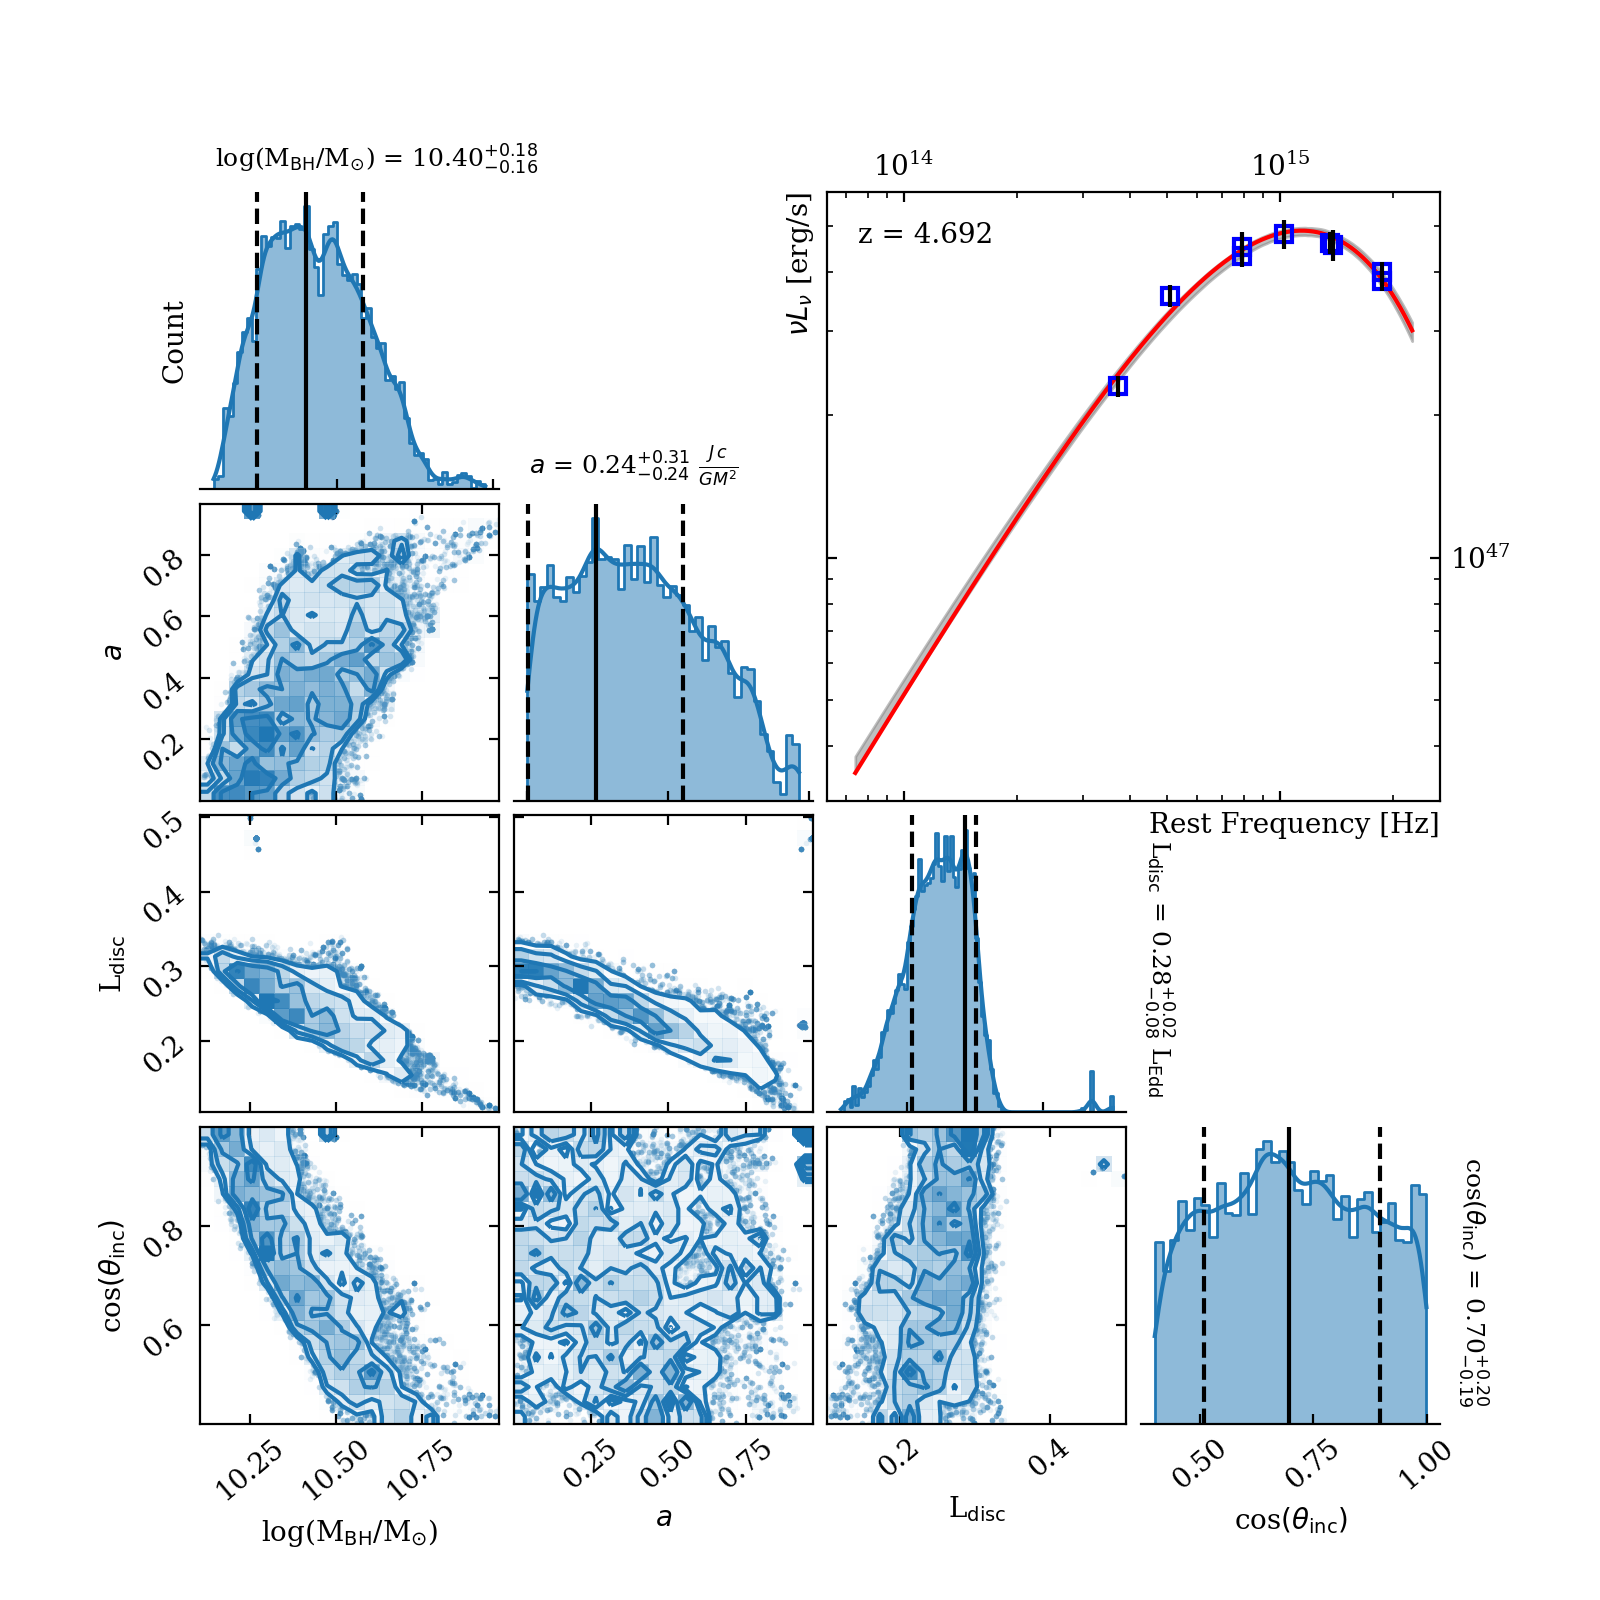 log(M_BH/M_⊙) = 10.40^{+0.18}_{−0.16}
10^14
10^15
z = 4.692
νL_ν [erg/s]
10^47
Rest Frequency [Hz]
Count
a = 0.24^{+0.31}_{−0.24} Jc/GM^2
0.8
0.6
0.4
0.2
a
0.5
0.4
0.3
0.2
L_disc
L_disc = 0.28^{+0.02}_{−0.08} L_Edd
0.8
0.6
cos(θ_inc)
cos(θ_inc) = 0.70^{+0.20}_{−0.19}
10.25 10.50 10.75
0.25 0.50 0.75
0.2 0.4
0.50 0.75 1.00
log(M_BH/M_⊙)
a
L_disc
cos(θ_inc)